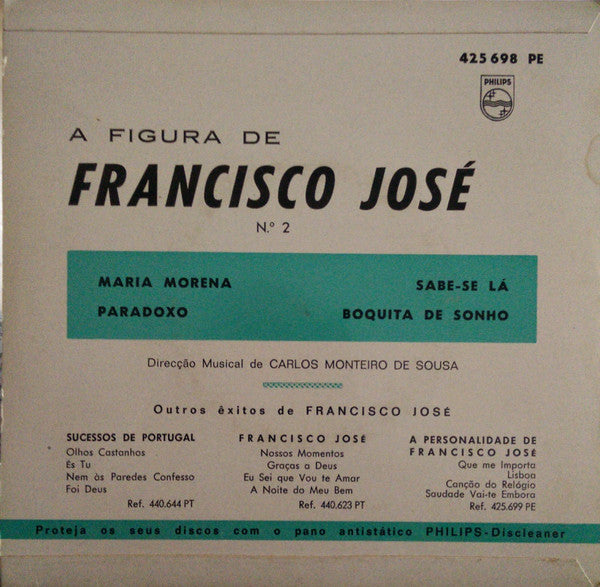 425 698 PE
PHILIPS
A FIGURA DE
FRANCISCO JOSÉ
N.º 2
MARIA MORENA
PARADOXO
SABE-SE LÁ
BOQUITA DE SONHO
Direcção Musical de CARLOS MONTEIRO DE SOUSA
Outros êxitos de FRANCISCO JOSÉ
SUCESSOS DE PORTUGAL
Olhos Castanhos
És Tu
Nem às Paredes Confesso
Foi Deus
Ref. 440.644 PT
FRANCISCO JOSÉ
Nossos Momentos
Graças a Deus
Eu Sei que Vou te Amar
A Noite do Meu Bem
Ref. 440.623 PT
A PERSONALIDADE DE
FRANCISCO JOSÉ
Que me Importa
Lisboa
Canção do Relógio
Saudade Vai-te Embora
Ref. 425.699 PE
Proteja os seus discos com o pano antistático PHILIPS-Discleaner